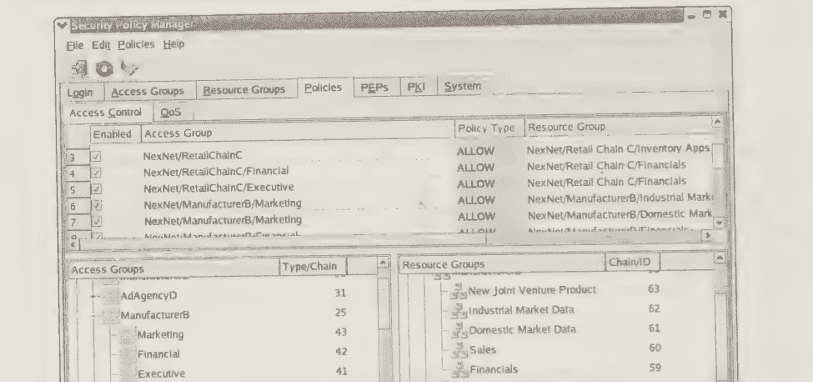 Security Policy Manager
File Edit Policies Help
Login Access Groups Resource Groups Policies PEPs PKI System
Access Control QoS
Enabled Access Group Policy Type Resource Group
3 NexNet/RetailChainC ALLOW NexNet/Retail Chain C/Inventory Apps
4 NexNet/RetailChainC/Financial ALLOW NexNet/Retail Chain C/Financials
5 NexNet/RetailChainC/Executive ALLOW NexNet/Retail Chain C/Financials
6 NexNet/ManufacturerB/Marketing ALLOW NexNet/ManufacturerB/Industrial Marke
7 NexNet/ManufacturerB/Marketing ALLOW NexNet/ManufacturerB/Domestic Mark
Access Groups Type/Chain Resource Groups Chain/ID
AdAgencyD 31 New Joint Venture Product 63
ManufacturerB 25 Industrial Market Data 62
Marketing 43 Domestic Market Data 61
Financial 42 Sales 60
Executive 41 Financials 59